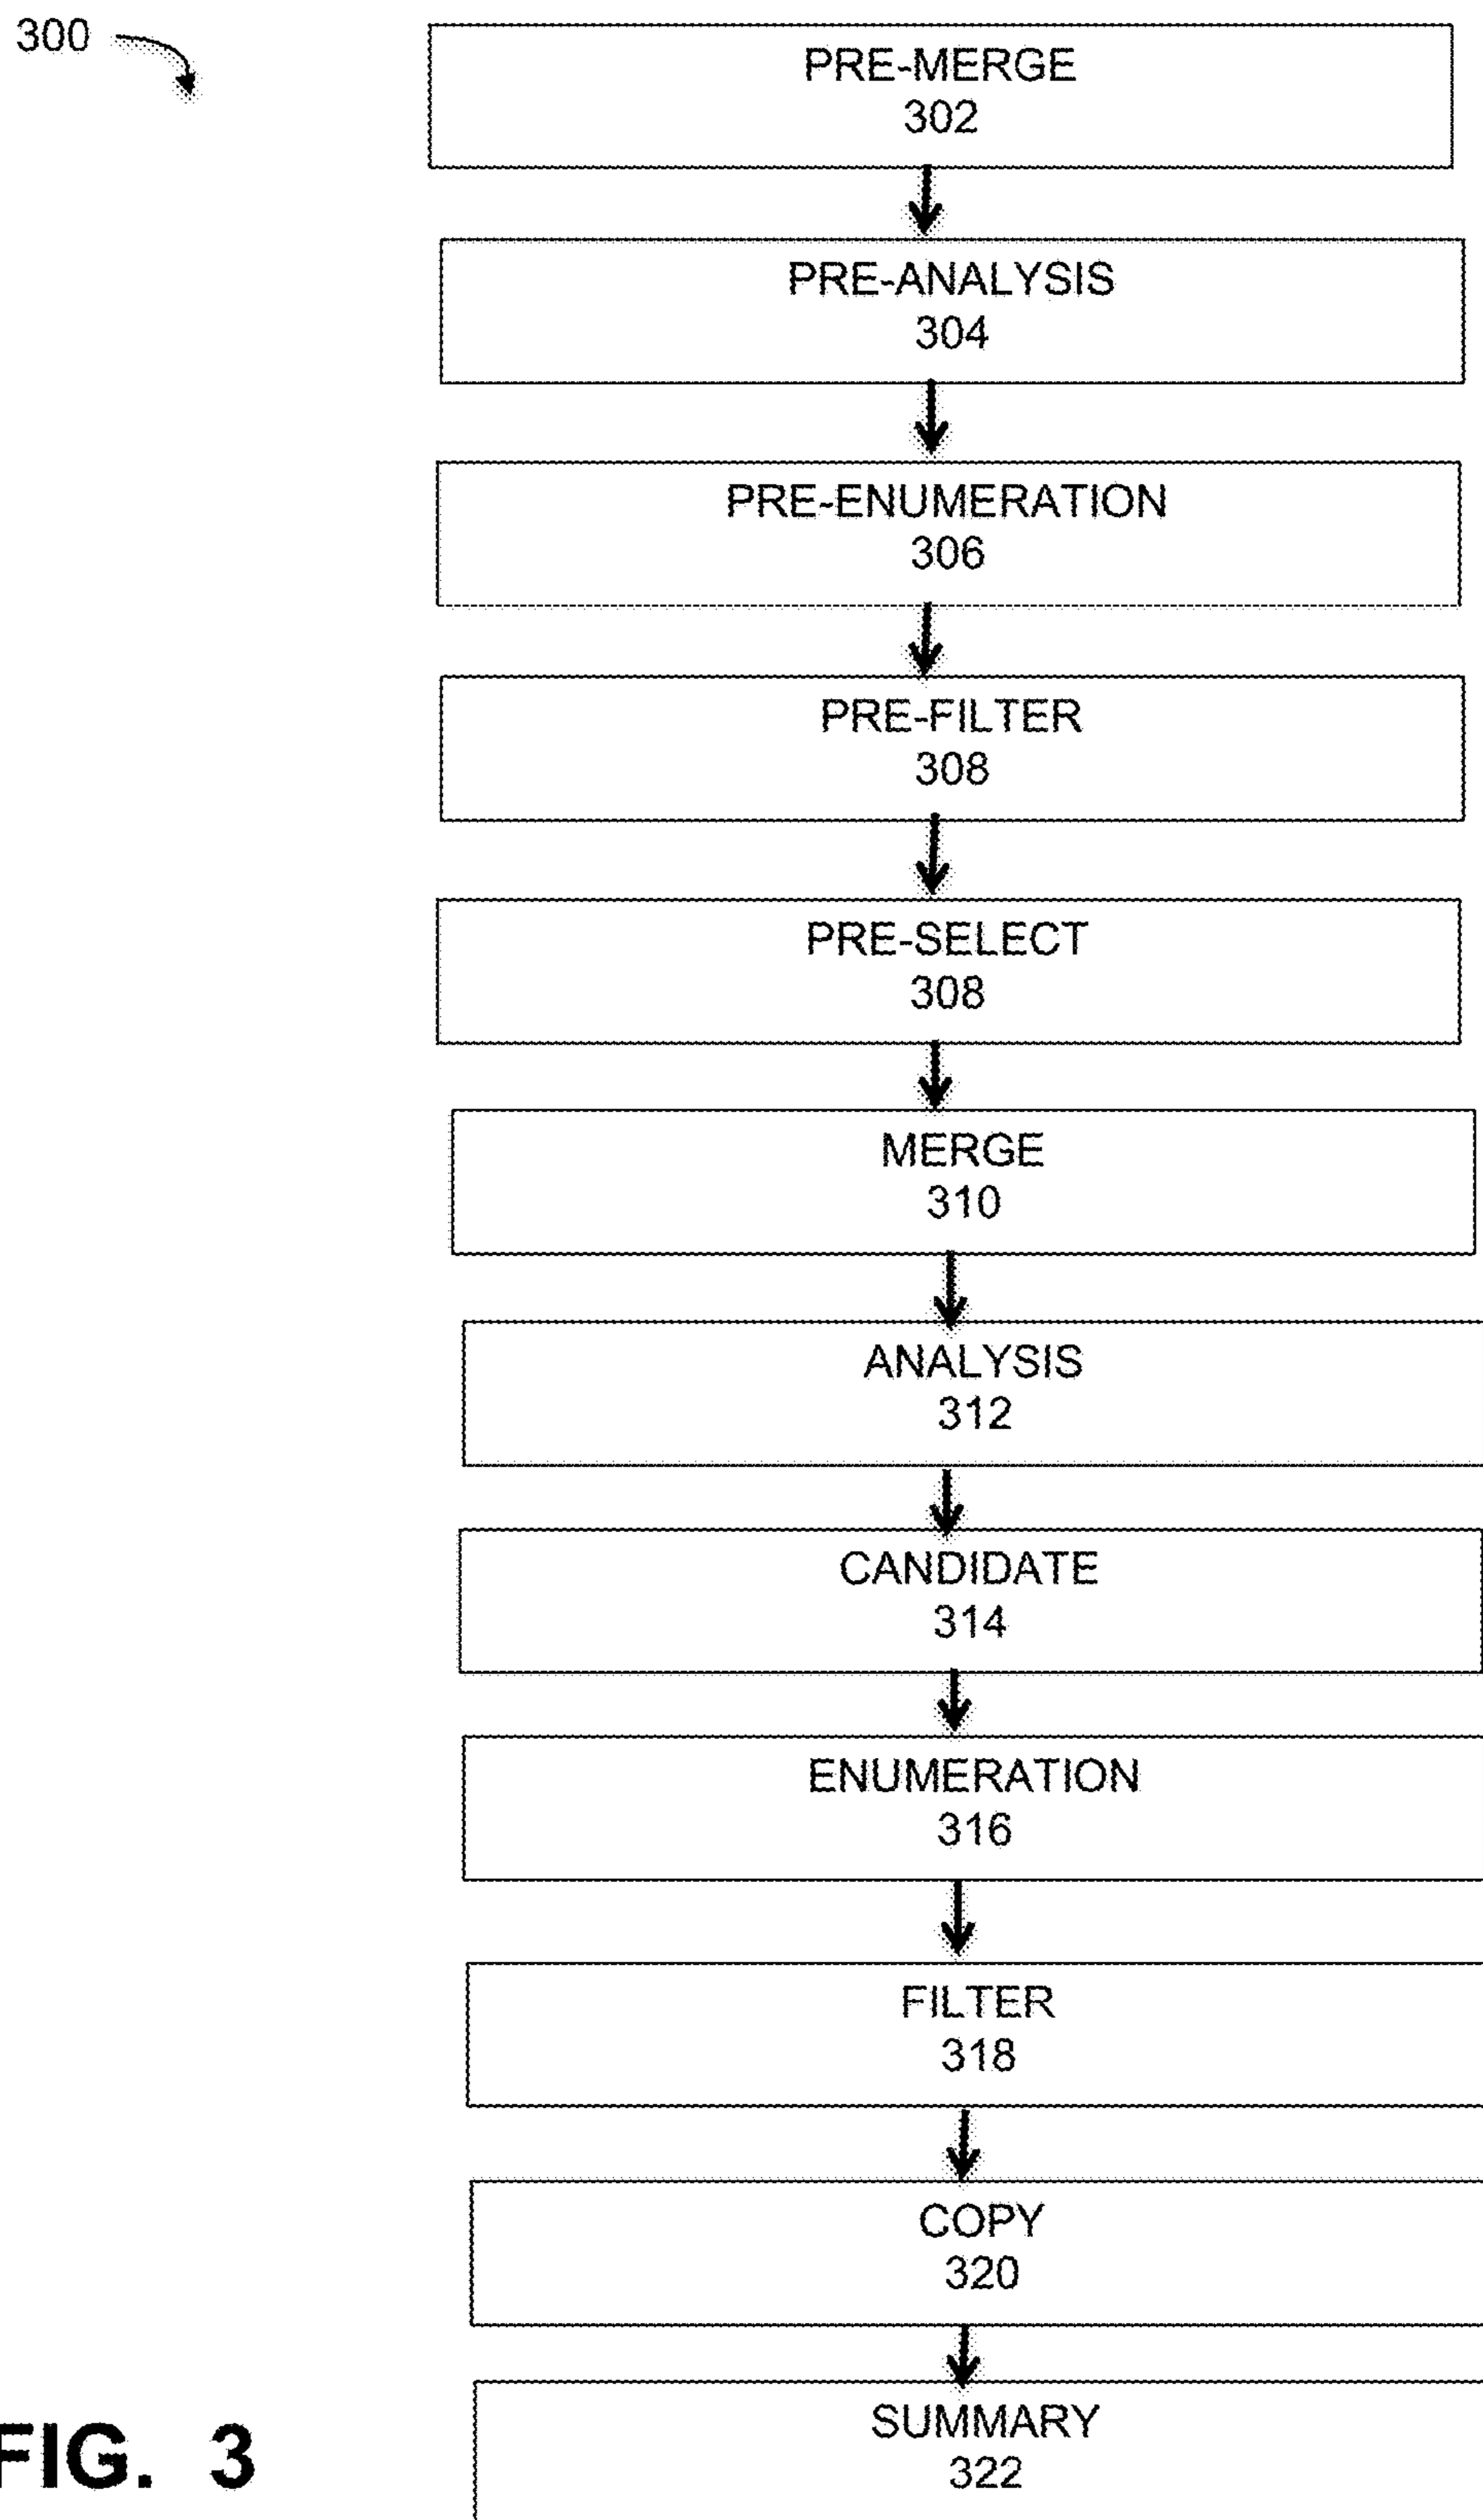 300
PRE-MERGE
302
PRE-ANALYSIS
304
PRE-ENUMERATION
306
PRE-FILTER
308
PRE-SELECT
308
MERGE
310
ANALYSIS
312
CANDIDATE
314
ENUMERATION
316
FILTER
318
COPY
320
SUMMARY
322
FIG. 3